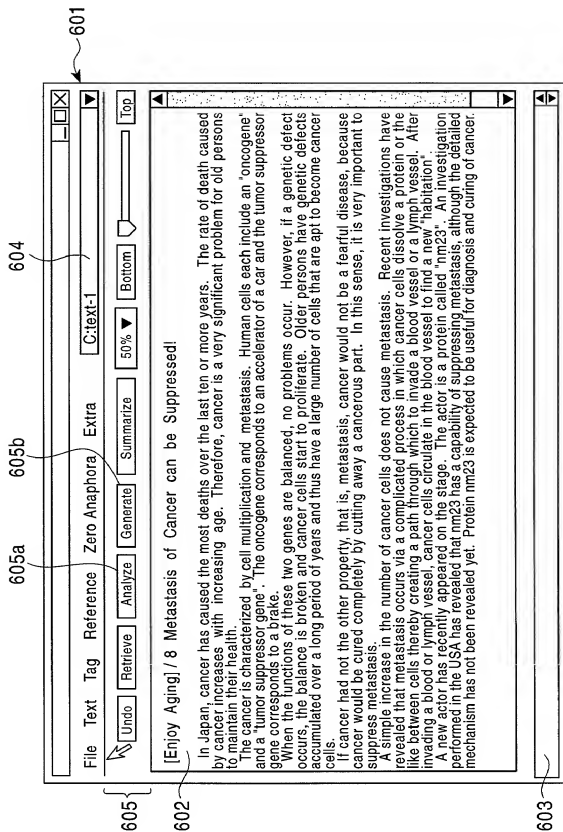 601
604
605b
605a
File Text Tag Reference Zero Anaphora Extra C:text-1
Undo Retrieve Analyze Generate Summarize 50% Bottom Top
605
602
[Enjoy Aging] / 8 Metastasis of Cancer can be Suppressed!
In Japan, cancer has caused the most deaths over the last ten or more years. The rate of death caused
by cancer increases with increasing age. Therefore, cancer is a very significant problem for old persons
to maintain their health.
The cancer is characterized by cell multiplication and metastasis. Human cells each include an "oncogene"
and a "tumor suppressor gene". The oncogene corresponds to an accelerator of a car and the tumor suppressor
gene corresponds to a brake.
When the functions of these two genes are balanced, no problems occur. However, if a genetic defect
occurs, the balance is broken and cancer cells start to proliferate. Older persons have genetic defects
accumulated over a long period of years and thus have a large number of cells that are apt to become cancer
cells.
If cancer had not the other property, that is, metastasis, cancer would not be a fearful disease, because
cancer would be cured completely by cutting away a cancerous part. In this sense, it is very important to
suppress metastasis.
A simple increase in the number of cancer cells does not cause metastasis. Recent investigations have
revealed that metastasis occurs via a complicated process in which cancer cells dissolve a protein or the
like between cells thereby creating a path through which to invade a blood vessel or a lymph vessel. After
invading a blood or lymph vessel, cancer cells circulate in the blood vessel to find a new "habitation".
A new actor has recently appeared on the stage. The actor is a protein called "nm23". An investigation
performed in the USA has revealed that nm23 has a capability of suppressing metastasis, although the detailed
mechanism has not been revealed yet. Protein nm23 is expected to be useful for diagnosis and curing of cancer.
603